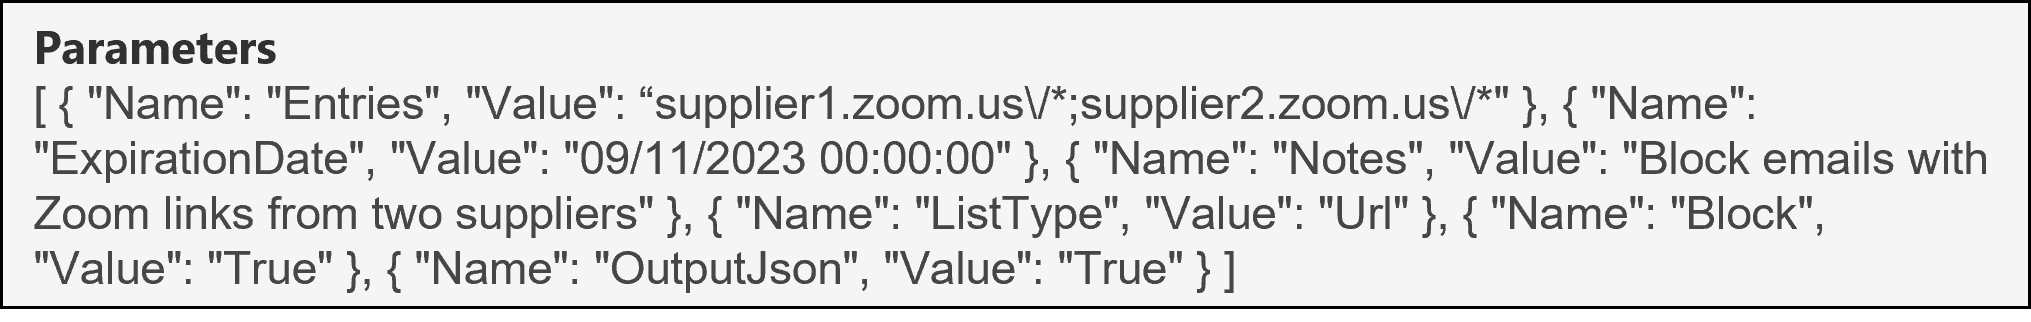 Parameters
[ { "Name": "Entries", "Value": “supplier1.zoom.us\/*;supplier2.zoom.us\/*" }, { "Name":
"ExpirationDate", "Value": "09/11/2023 00:00:00" }, { "Name": "Notes", "Value": "Block emails with
Zoom links from two suppliers" }, { "Name": "ListType", "Value": "Url" }, { "Name": "Block",
"Value": "True" }, { "Name": "OutputJson", "Value": "True" } ]